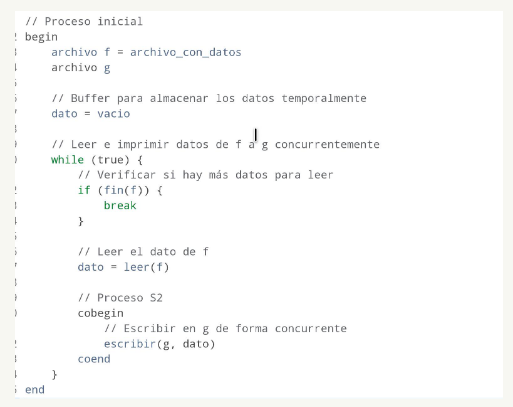 // Proceso inicial
begin
archivo f = archivo_con_datos
archivo g
// Buffer para almacenar los datos temporalmente
dato = vacio
// Leer e imprimir datos de f a g concurrentemente
while (true) {
// Verificar si hay más datos para leer
if (fin(f)) {
break
}
// Leer el dato de f
dato = leer(f)
// Proceso S2
cobegin
// Escribir en g de forma concurrente
escribir(g, dato)
coend
}
end